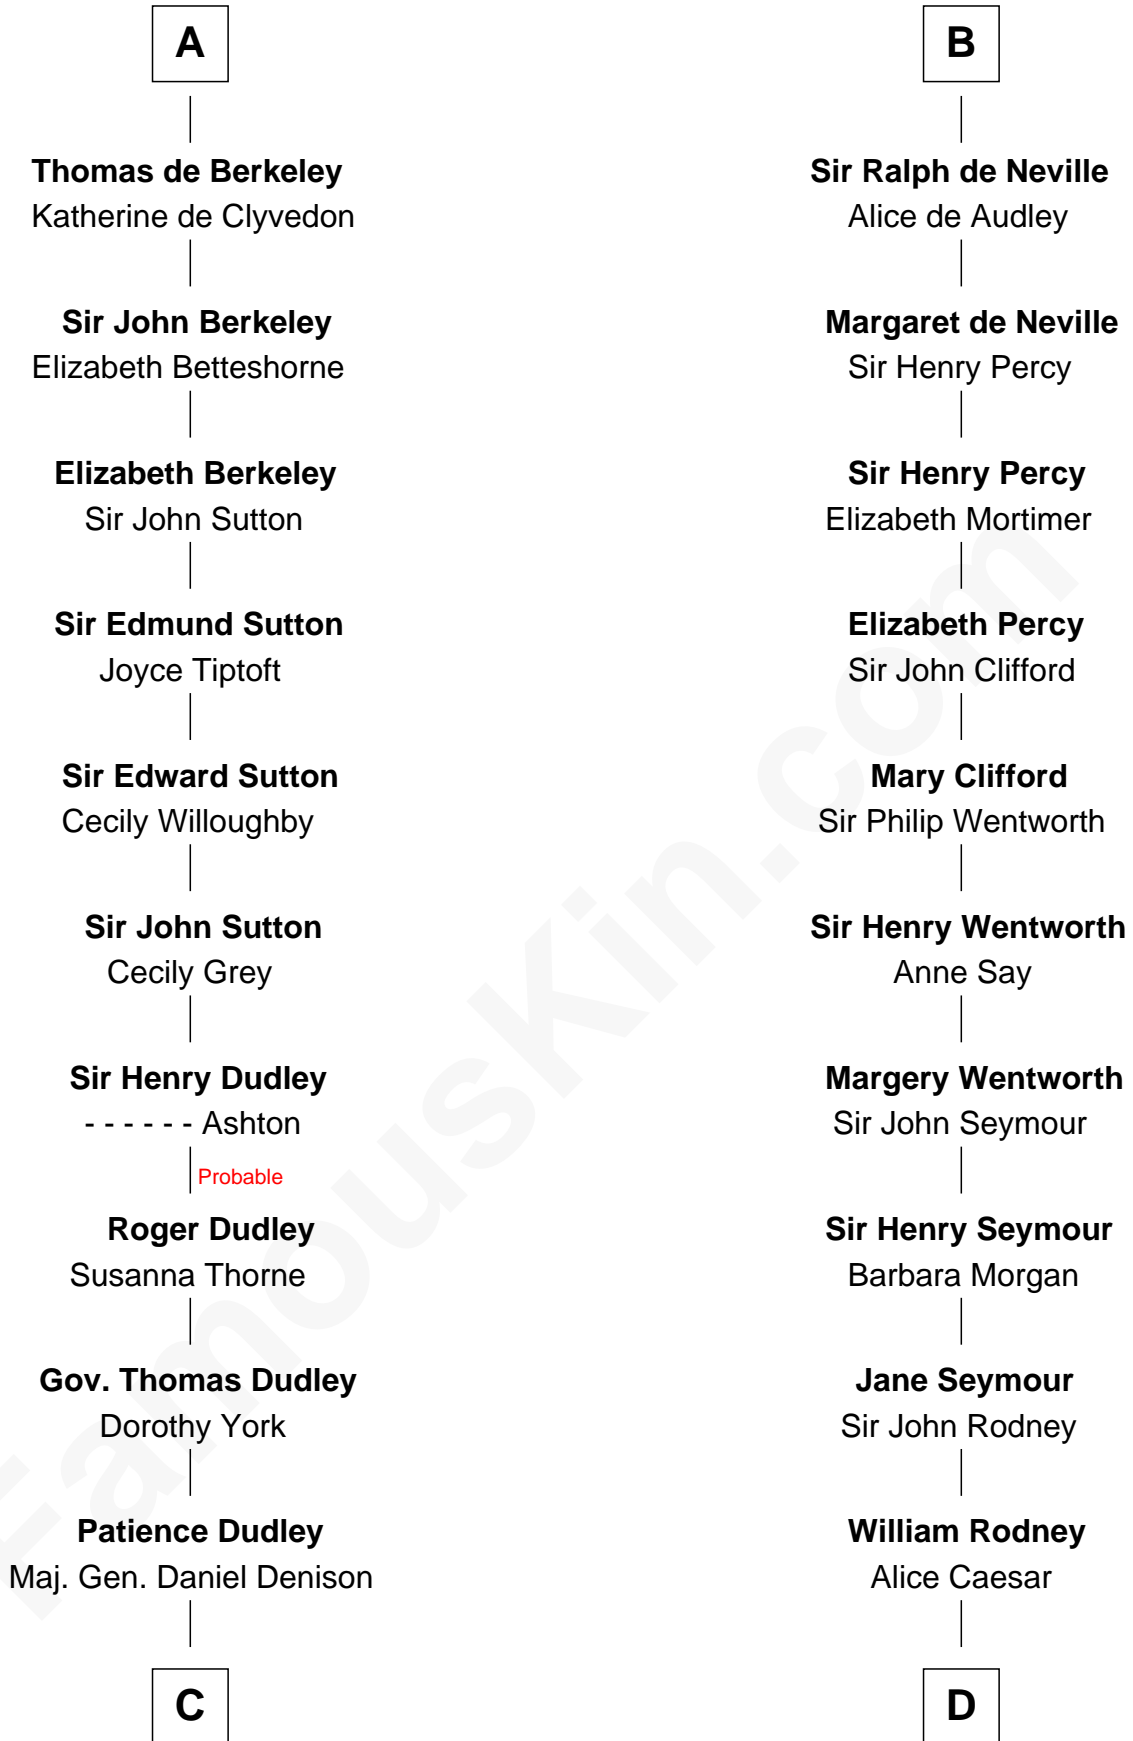 A
Thomas de Berkeley
Katherine de Clyvedon
Sir John Berkeley
Elizabeth Betteshorne
Elizabeth Berkeley
Sir John Sutton
Sir Edmund Sutton
Joyce Tiptoft
Sir Edward Sutton
Cecily Willoughby
Sir John Sutton
Cecily Grey
Sir Henry Dudley
- - - - - - Ashton
Probable
Roger Dudley
Susanna Thorne
Gov. Thomas Dudley
Dorothy York
Patience Dudley
Maj. Gen. Daniel Denison
C
B
Sir Ralph de Neville
Alice de Audley
Margaret de Neville
Sir Henry Percy
Sir Henry Percy
Elizabeth Mortimer
Elizabeth Percy
Sir John Clifford
Mary Clifford
Sir Philip Wentworth
Sir Henry Wentworth
Anne Say
Margery Wentworth
Sir John Seymour
Sir Henry Seymour
Barbara Morgan
Jane Seymour
Sir John Rodney
William Rodney
Alice Caesar
D
FamousKin.com